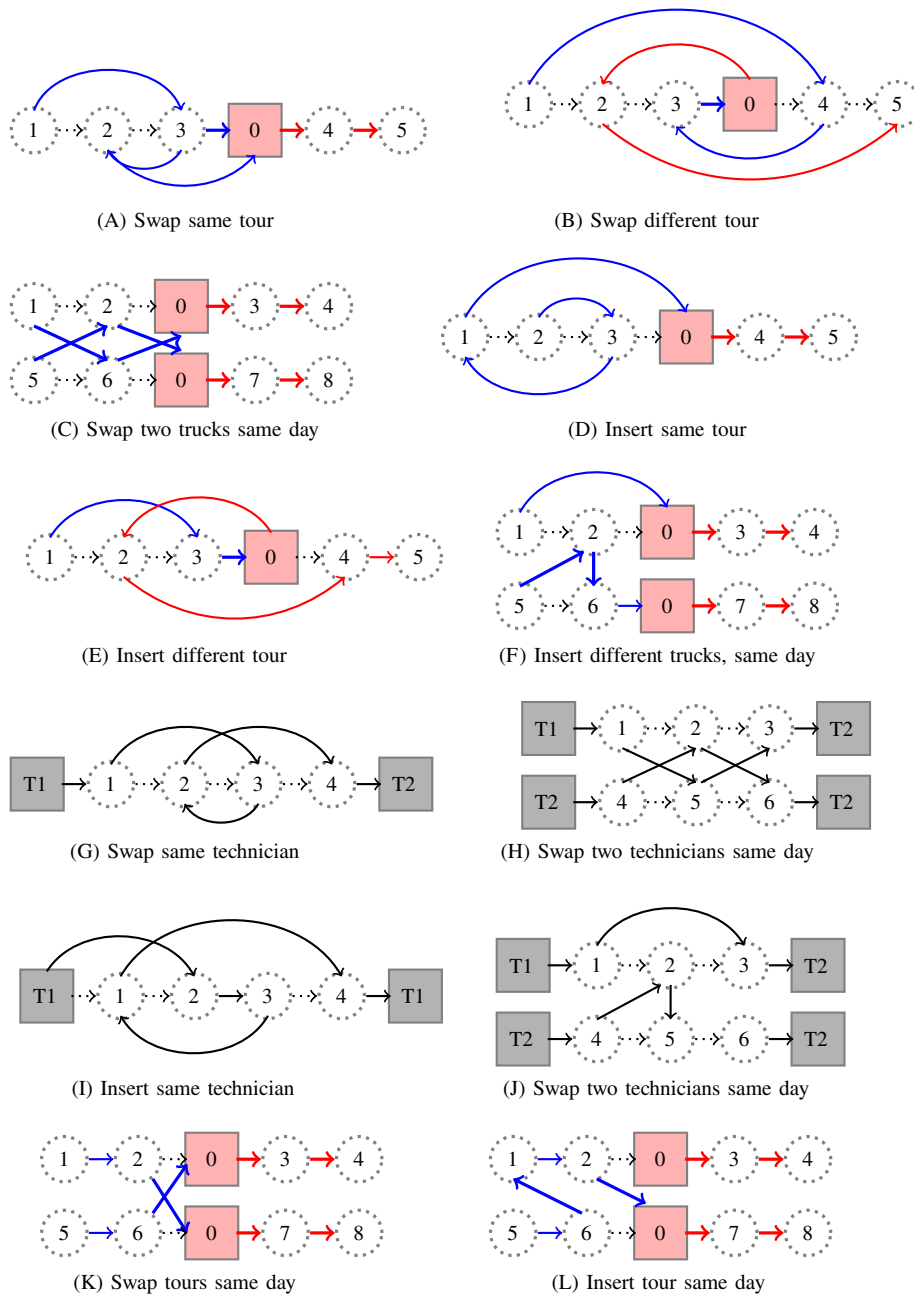 1 2 3 0 4 5
(A) Swap same tour
1 2 3 0 4 5
(B) Swap different tour
1 2 0 3 4
5 6 0 7 8
(C) Swap two trucks same day
1 2 3 0 4 5
(D) Insert same tour
1 2 3 0 4 5
(E) Insert different tour
1 2 0 3 4
5 6 0 7 8
(F) Insert different trucks, same day
T1 1 2 3 4 T2
(G) Swap same technician
T1 1 2 3 T2
T2 4 5 6 T2
(H) Swap two technicians same day
T1 1 2 3 4 T1
(I) Insert same technician
T1 1 2 3 T2
T2 4 5 6 T2
(J) Swap two technicians same day
1 2 0 3 4
5 6 0 7 8
(K) Swap tours same day
1 2 0 3 4
5 6 0 7 8
(L) Insert tour same day